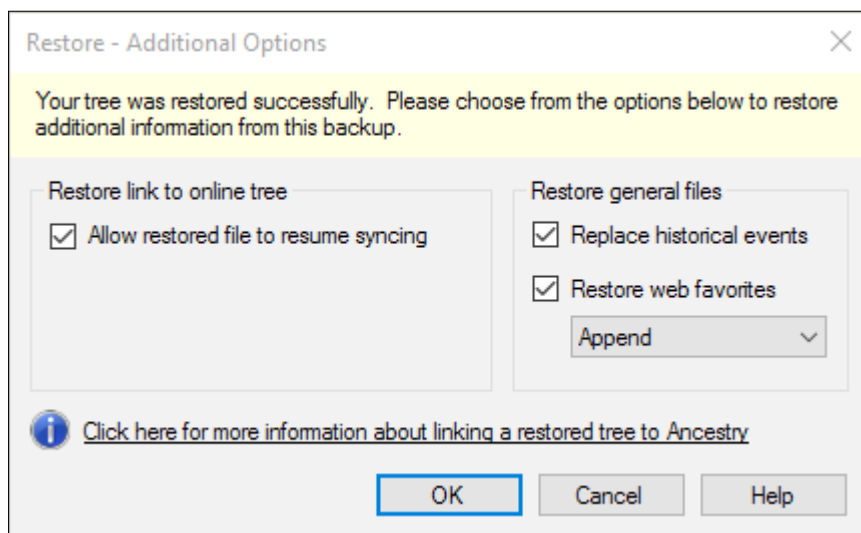 Restore - Additional Options
Your tree was restored successfully.  Please choose from the options below to restore
additional information from this backup.
Restore link to online tree
Allow restored file to resume syncing
Restore general files
Replace historical events
Restore web favorites
Append
Click here for more information about linking a restored tree to Ancestry
OK
Cancel
Help